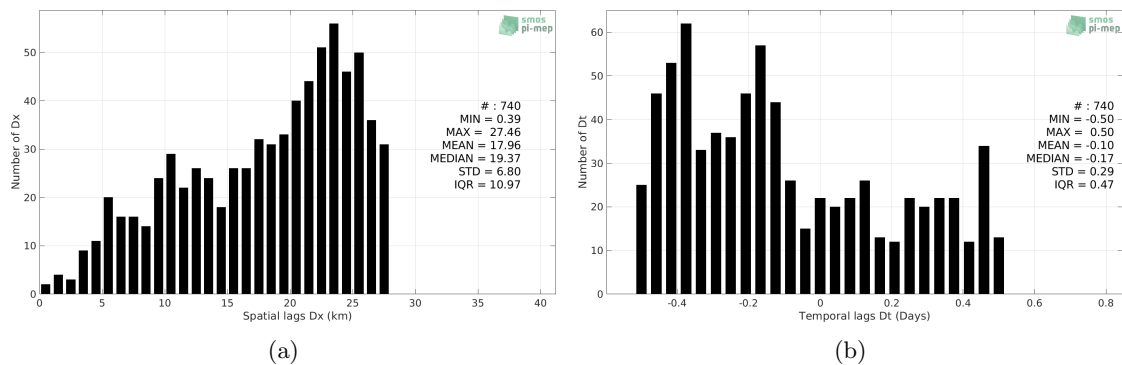 smos
pi-mep
50
40
30
20
10
0
Number of Dx
# : 740
MIN = 0.39
MAX = 27.46
MEAN = 17.96
MEDIAN = 19.37
STD = 6.80
IQR = 10.97
0 5 10 15 20 25 30 35 40
Spatial lags Dx (km)
(a)
smos
pi-mep
60
50
40
30
20
10
0
Number of Dt
# : 740
MIN = -0.50
MAX = 0.50
MEAN = -0.10
MEDIAN = -0.17
STD = 0.29
IQR = 0.47
-0.4 -0.2 0 0.2 0.4 0.6 0.8
Temporal lags Dt (Days)
(b)